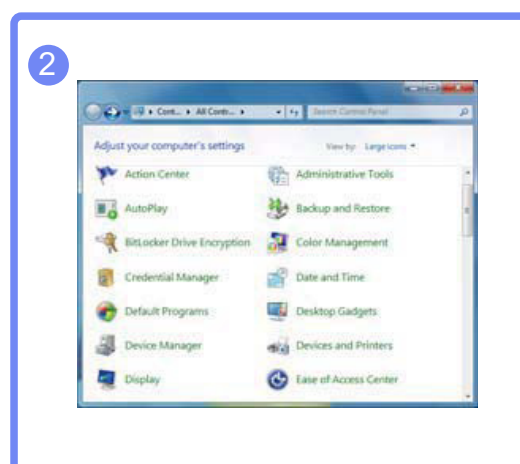 2
Cont... ▸ All Contr... ▸
Search Control Panel
Adjust your computer's settings
View by: Large icons
Action Center
Administrative Tools
AutoPlay
Backup and Restore
BitLocker Drive Encryption
Color Management
Credential Manager
Date and Time
Default Programs
Desktop Gadgets
Device Manager
Devices and Printers
Display
Ease of Access Center